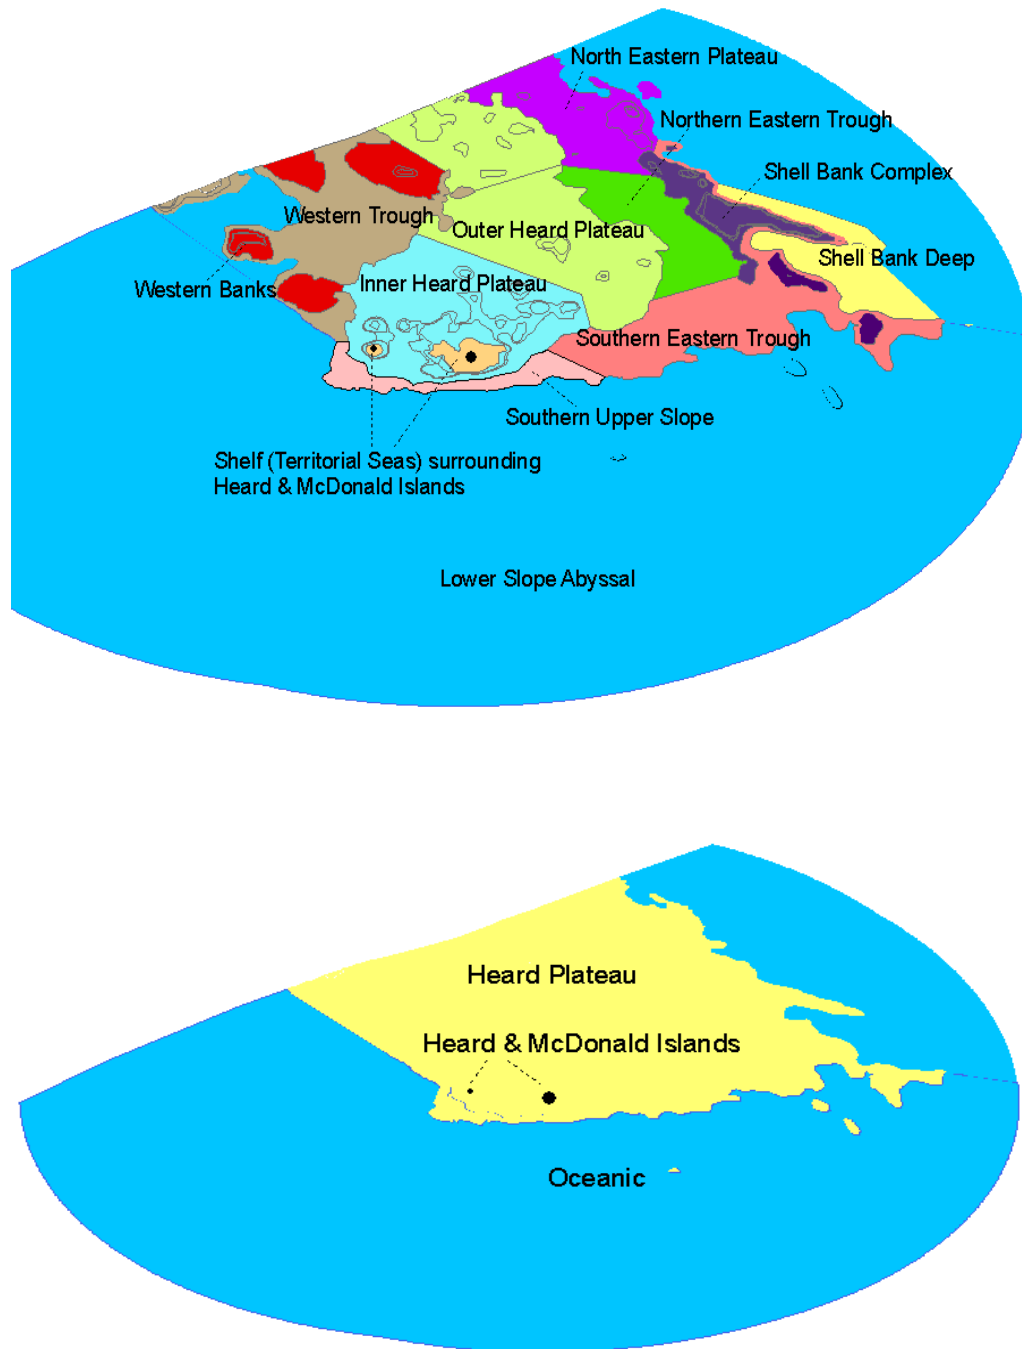 North Eastern Plateau
Northern Eastern Trough
Shell Bank Complex
Western Trough
Outer Heard Plateau
Shell Bank Deep
Western Banks
Inner Heard Plateau
Southern Eastern Trough
Southern Upper Slope
Shelf (Territorial Seas) surrounding
Heard & McDonald Islands
Lower Slope Abyssal
Heard Plateau
Heard & McDonald Islands
Oceanic